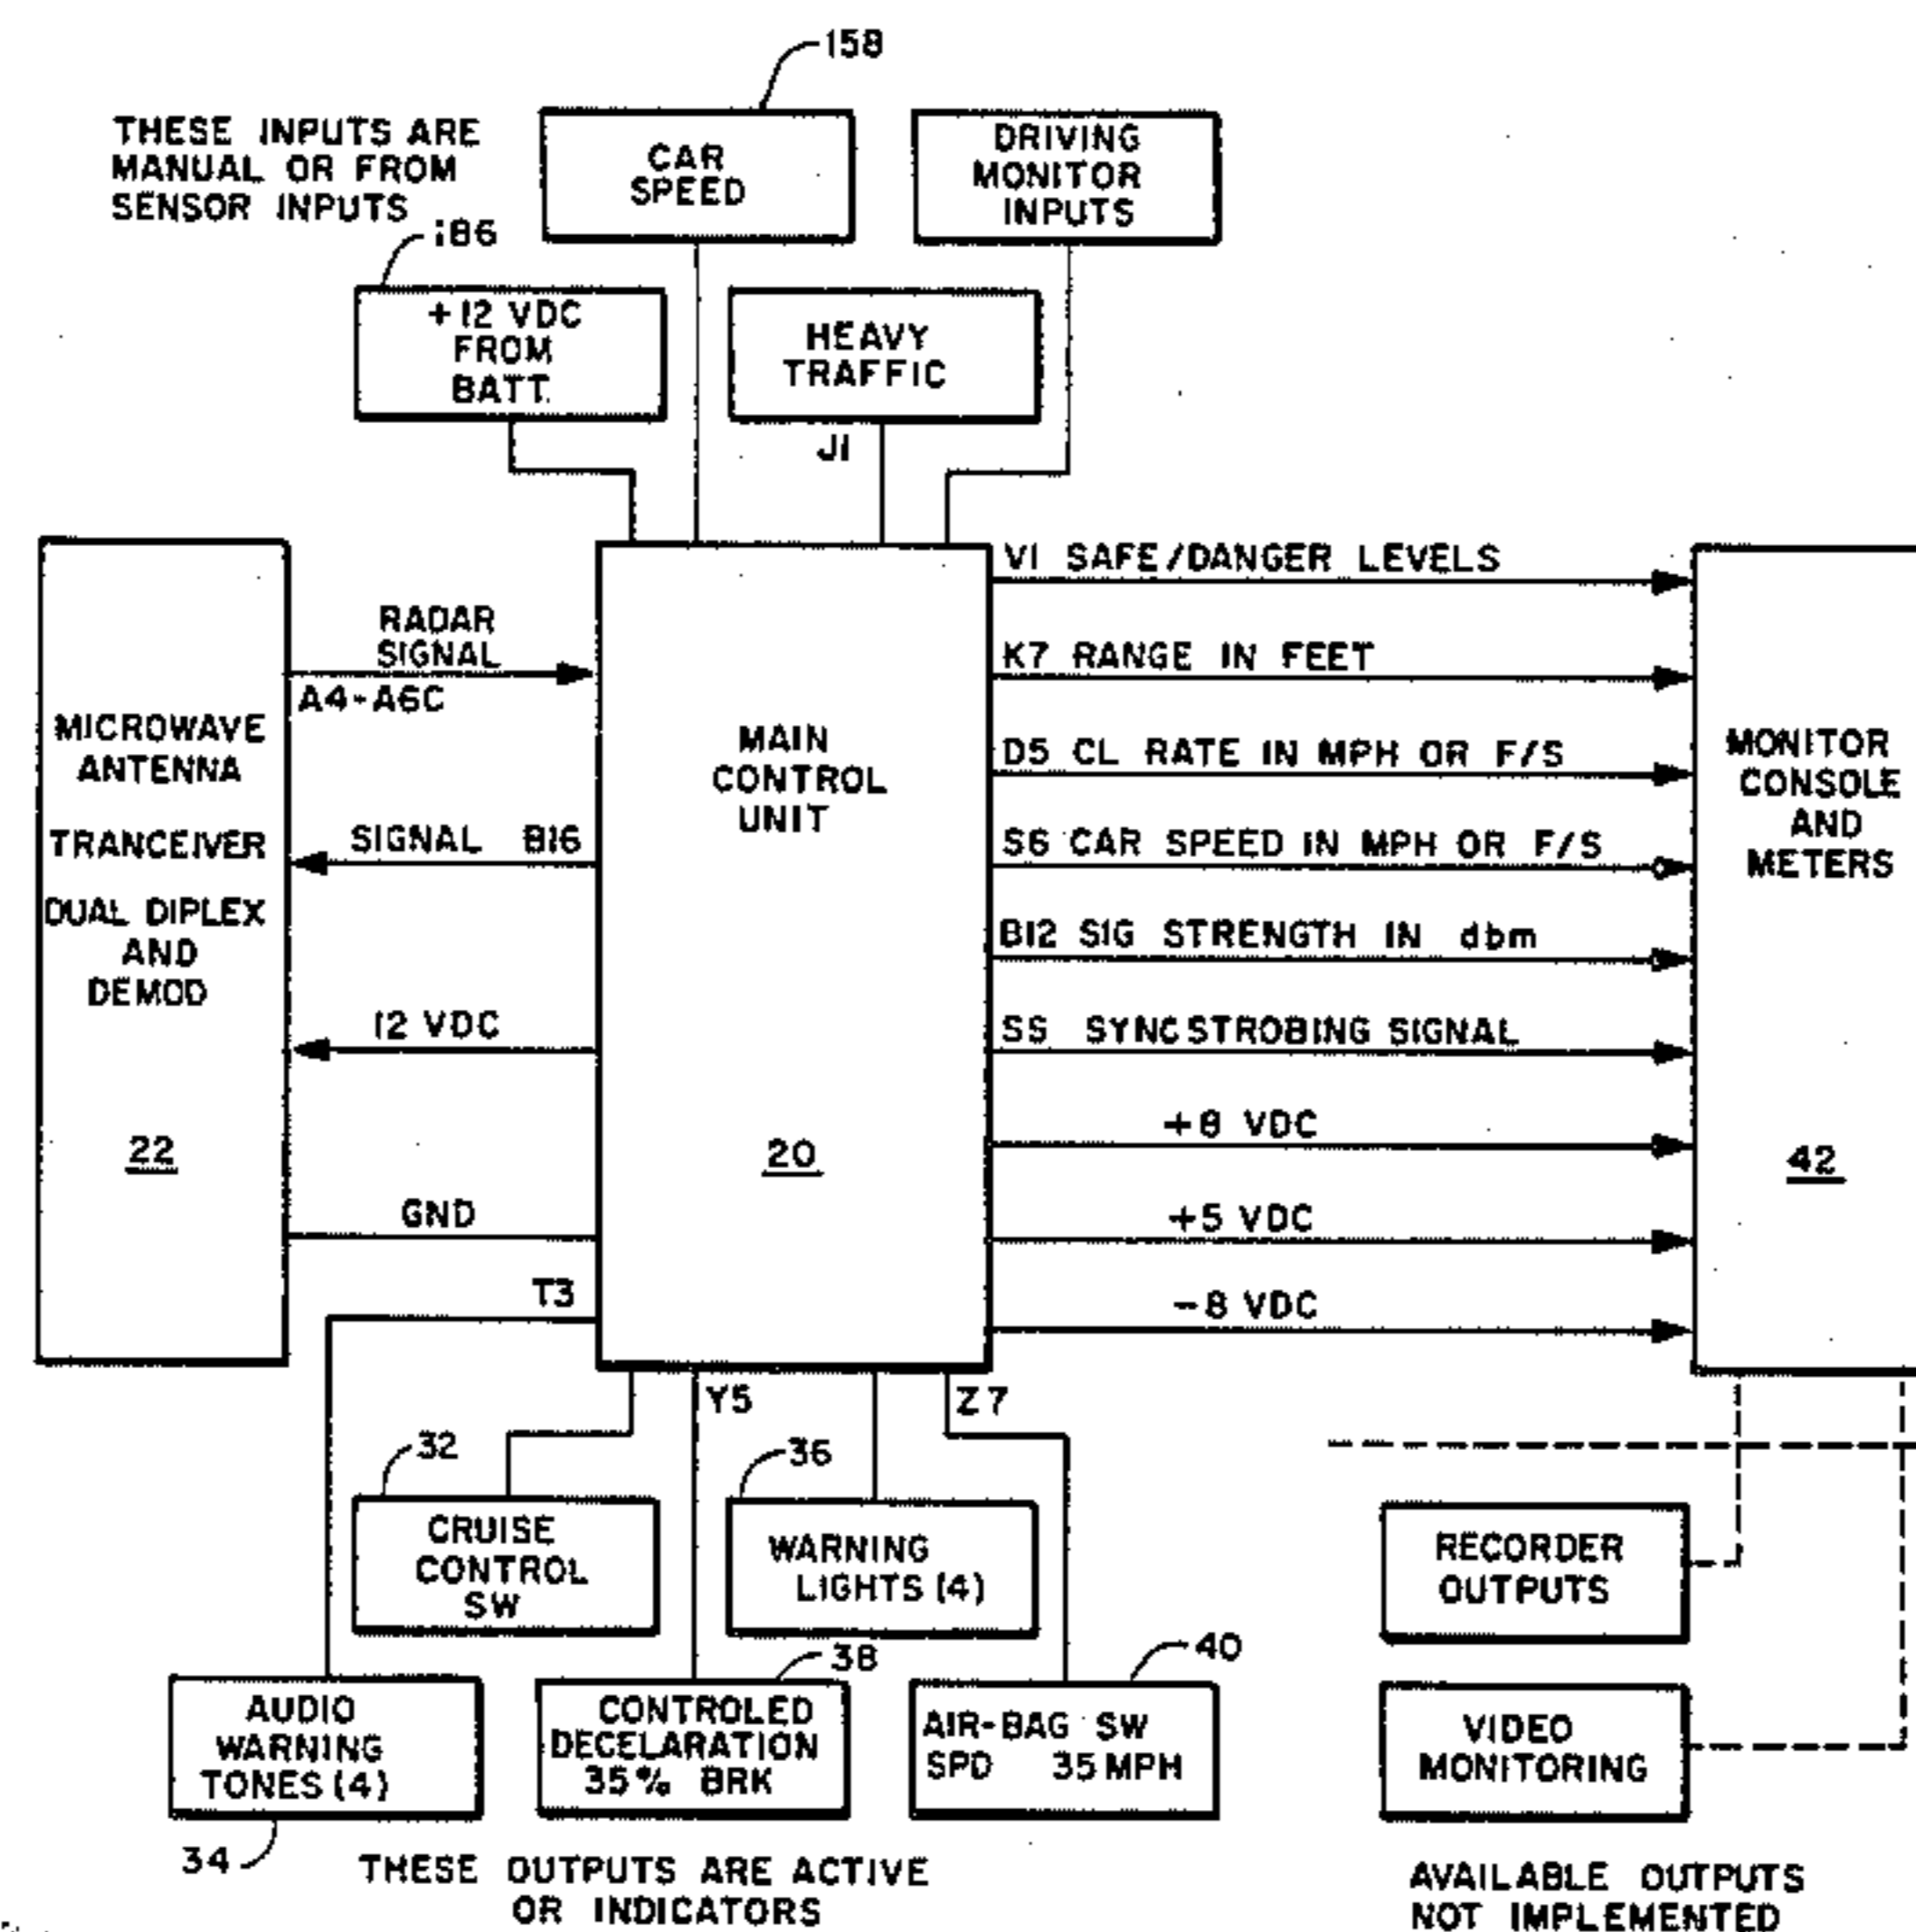 158
THESE INPUTS ARE
MANUAL OR FROM
SENSOR INPUTS
CAR
SPEED
DRIVING
MONITOR
INPUTS
186
+12 VDC
FROM
BATT.
HEAVY
TRAFFIC
J1
MICROWAVE
ANTENNA
TRANCEIVER
DUAL DIPLEX
AND
DEMOD
22
RADAR
SIGNAL
A4-A6C
SIGNAL B16
12 VDC
GND
T3
MAIN
CONTROL
UNIT
20
V1 SAFE/DANGER LEVELS
K7 RANGE IN FEET
D5 CL RATE IN MPH OR F/S
S6 CAR SPEED IN MPH OR F/S
B12 SIG STRENGTH IN dbm
SS SYNC STROBING SIGNAL
+8 VDC
+5 VDC
-8 VDC
MONITOR
CONSOLE
AND
METERS
42
Y5
Z7
32
CRUISE
CONTROL
SW
36
WARNING
LIGHTS (4)
AUDIO
WARNING
TONES (4)
34
38
CONTROLED
DECELARATION
35% BRK
40
AIR-BAG SW
SPD 35 MPH
RECORDER
OUTPUTS
VIDEO
MONITORING
THESE OUTPUTS ARE ACTIVE
OR INDICATORS
AVAILABLE OUTPUTS
NOT IMPLEMENTED